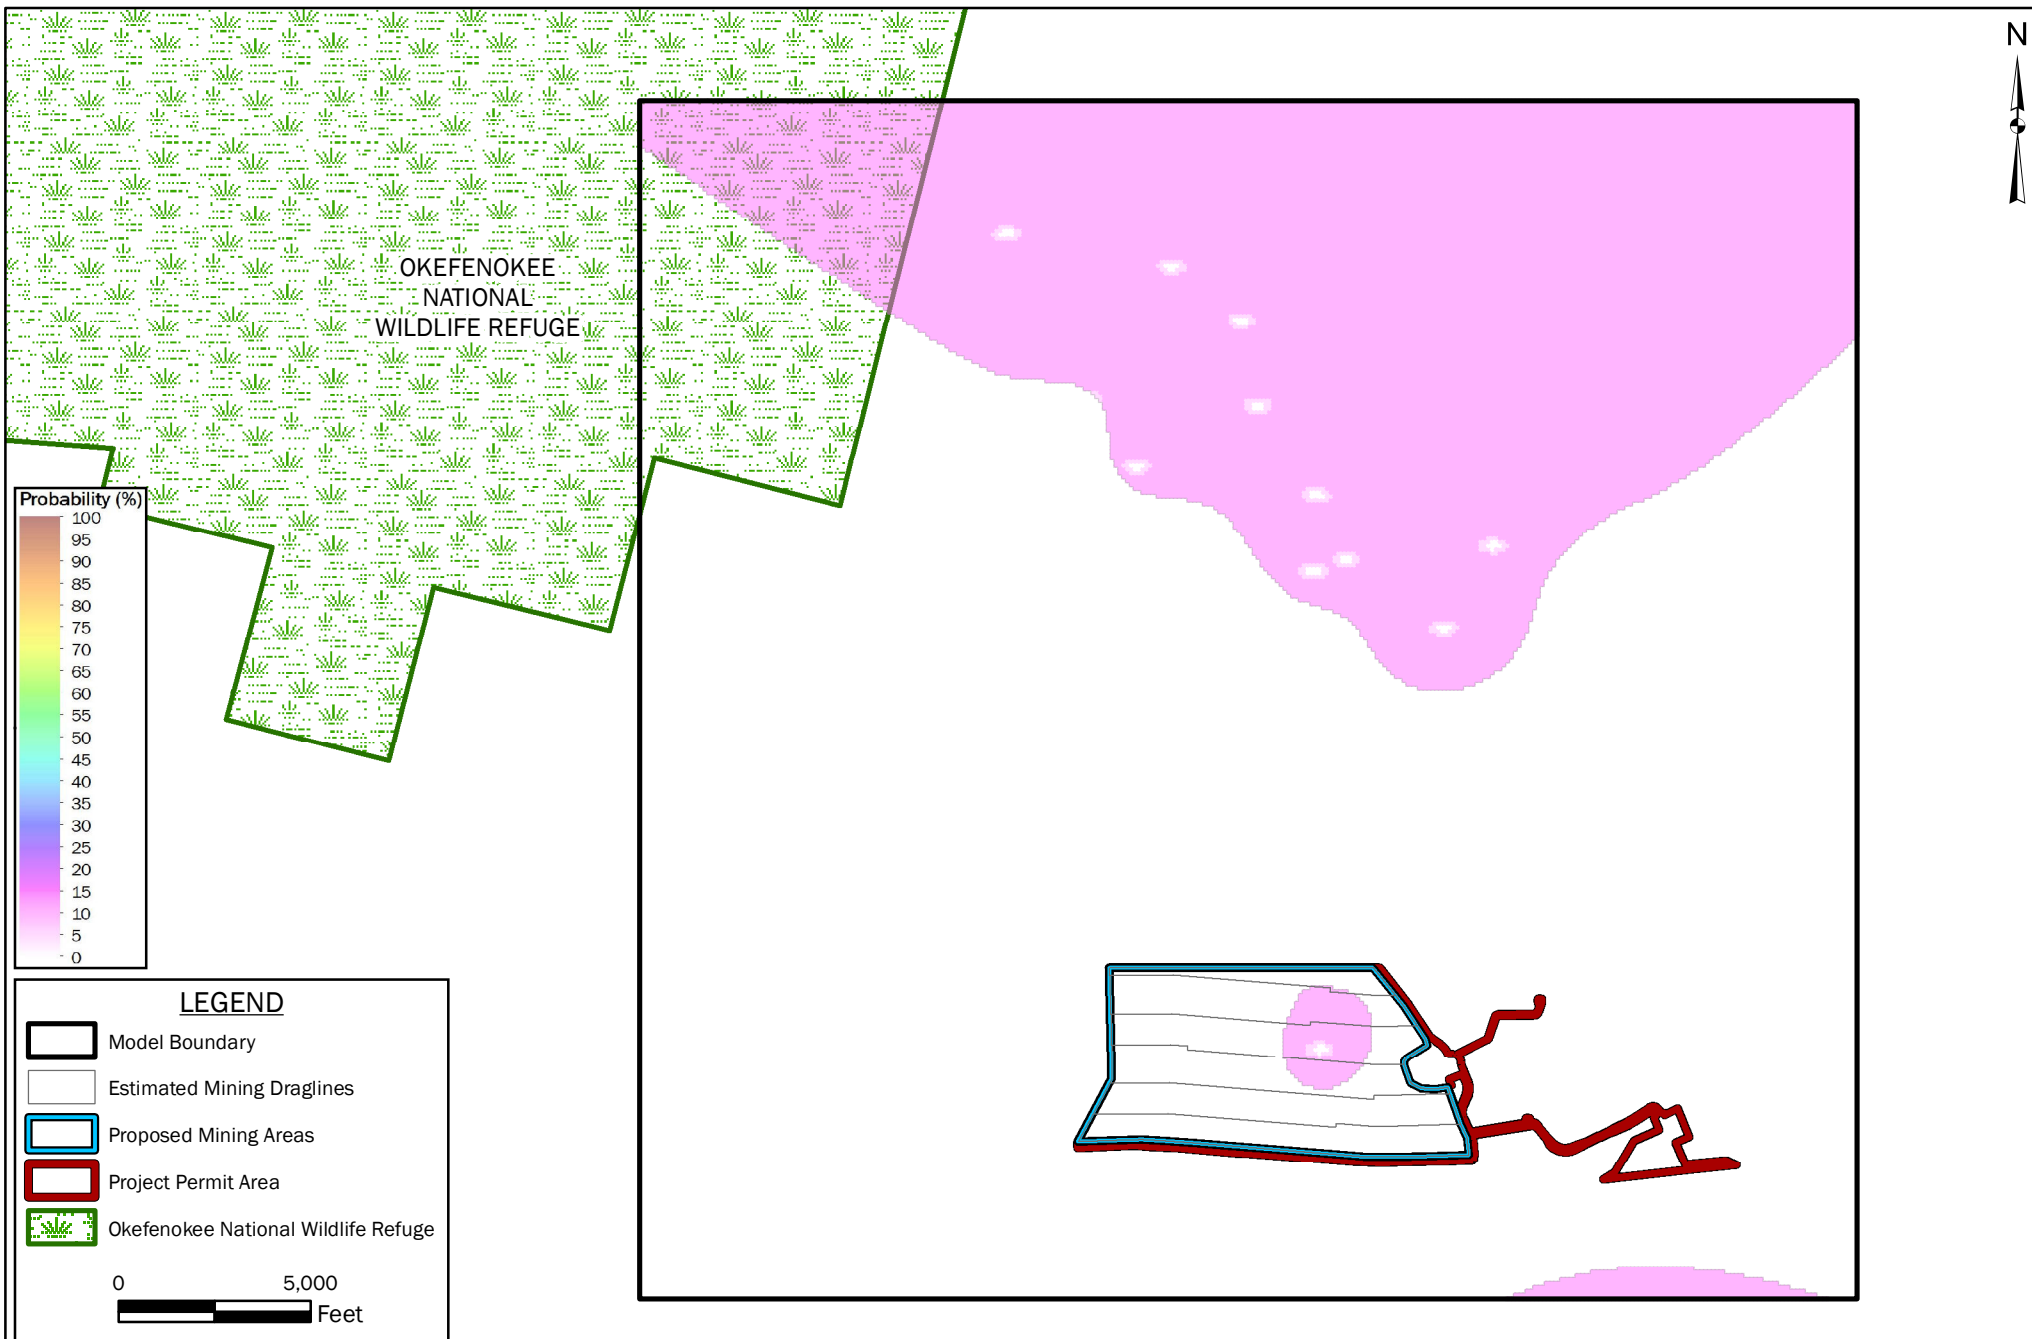 N
OKEFENOKEE
NATIONAL
WILDLIFE REFUGE
Probability (%)
100
95
90
85
80
75
70
65
60
55
50
45
40
35
30
25
20
15
10
5
0
LEGEND
Model Boundary
Estimated Mining Draglines
Proposed Mining Areas
Project Permit Area
Okefenokee National Wildlife Refuge
0 5,000
Feet